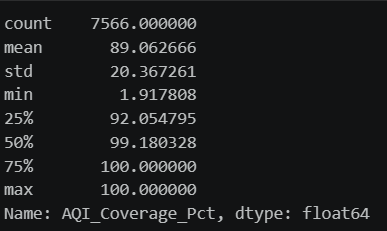 count    7566.000000
mean       89.062666
std        20.367261
min         1.917808
25%        92.054795
50%        99.180328
75%       100.000000
max       100.000000
Name: AQI_Coverage_Pct, dtype: float64